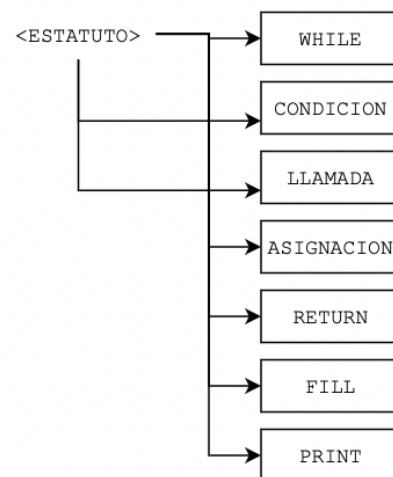 <ESTATUTO>
WHILE
CONDICION
LLAMADA
ASIGNACION
RETURN
FILL
PRINT